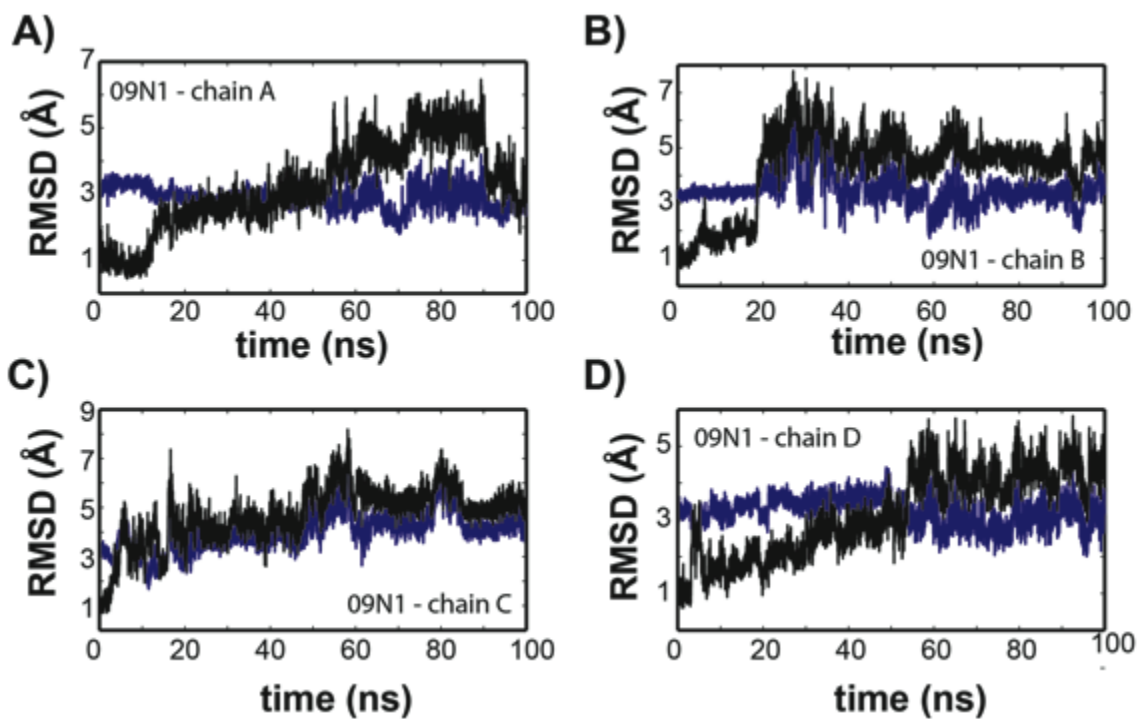 A)
7
5
3
1
RMSD (Å)
09N1 - chain A
0 20 40 60 80 100
time (ns)
B)
7
5
3
1
RMSD (Å)
09N1 - chain B
0 20 40 60 80 100
time (ns)
C)
9
7
5
3
1
RMSD (Å)
09N1 - chain C
0 20 40 60 80 100
time (ns)
D)
5
3
1
RMSD (Å)
09N1 - chain D
0 20 40 60 80 100
time (ns)